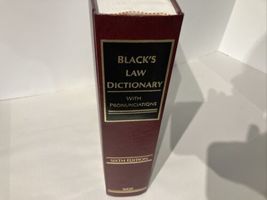 BLACK'S
LAW
DICTIONARY
WITH
PRONUNCIATIONS
SIXTH EDITION